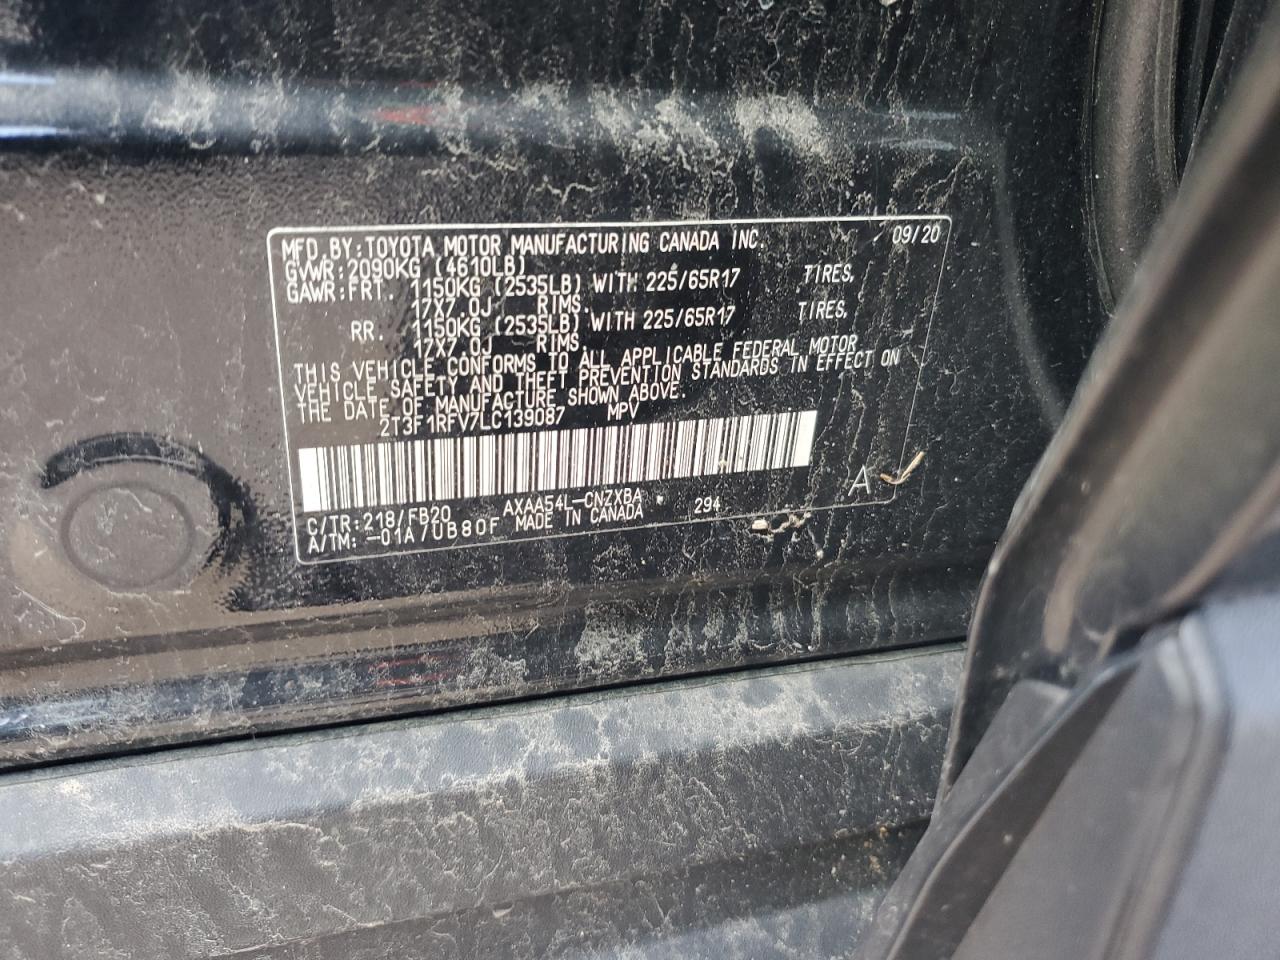 MFD. BY: TOYOTA MOTOR MANUFACTURING CANADA INC. 09/20
GVWR: 2090KG (4610LB)
GAWR: FRT. 1150KG (2535LB) WITH 225/65R17 TIRES,
17X7.0J RIMS.
RR. 1150KG (2535LB) WITH 225/65R17 TIRES,
17X7.0J RIMS.
THIS VEHICLE CONFORMS TO ALL APPLICABLE FEDERAL MOTOR
VEHICLE SAFETY AND THEFT PREVENTION STANDARDS IN EFFECT ON
THE DATE OF MANUFACTURE SHOWN ABOVE.
2T3F1RFV7LC139087 MPV
A
C/TR: 218/FB20 AXAA54L-CNZXBA 294
A/TM: -01A/UB80F MADE IN CANADA